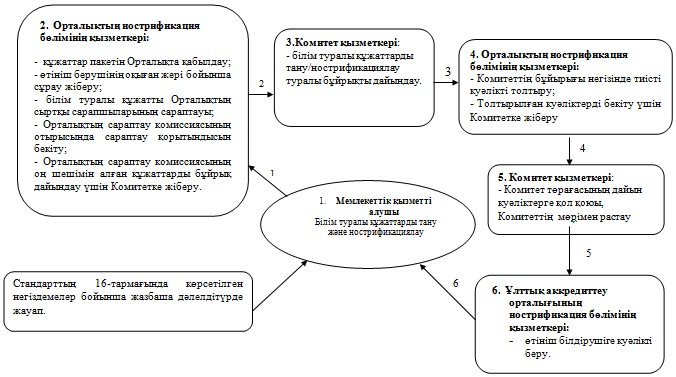 2. Орталықтың нострификация
бөлімінің қызметкері:
- құжаттар пакетін Орталықта қабылдау;
- өтініш берушінің оқыған жері бойынша
сұрау жіберу;
- білім туралы құжатты Орталықтың
сыртқы сарапшыларының сараптауы;
- Орталықтың сараптау комиссиясының
отырысында сараптау қорытындысын
бекіту;
- Орталықтың сараптау комиссиясының
оң шешімін алған құжаттарды бұйрық
дайындау үшін Комитетке жіберу.
2
3.Комитет қызметкері:
- білім туралы құжаттарды
тану/нострификациялау
туралы бұйрықты дайындау.
3
4. Орталықтың нострификация
бөлімінің қызметкері:
- Комитеттің бұйырығы негізінде тиісті
куәлікті толтыру;
- Толтырылған куәліктерді бекіту үшін
Комитетке жіберу
4
5. Комитет қызметкері:
- Комитет төрағасының дайын
куәліктерге қол қоюы,
Комитеттің мөрімен растау
5
6. Ұлттық аккредиттеу
орталығының
нострификация бөлімінің
қызметкері:
- өтініш білдірушіге куәлікті
беру.
6
1
1. Мемлекеттік қызметті
алушы
Білім туралы құжаттарды тану
және нострификациялау
Стандарттың 16-тармағында көрсетілген
негіздемелер бойынша жазбаша дәлелдітүрде
жауап.